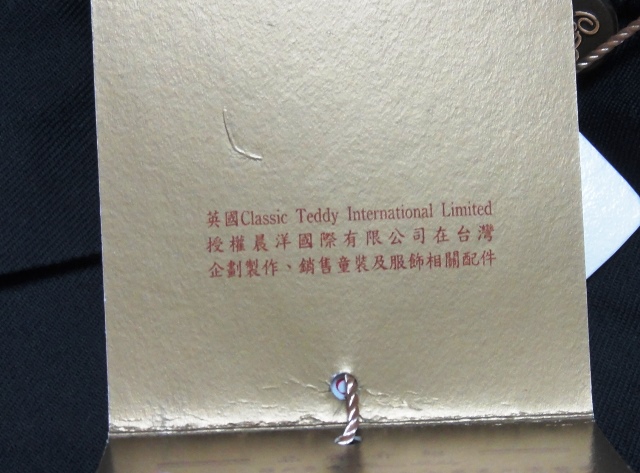 英國Classic Teddy International Limited
授權晨洋國際有限公司在台灣
企劃製作、銷售童裝及服飾相關配件